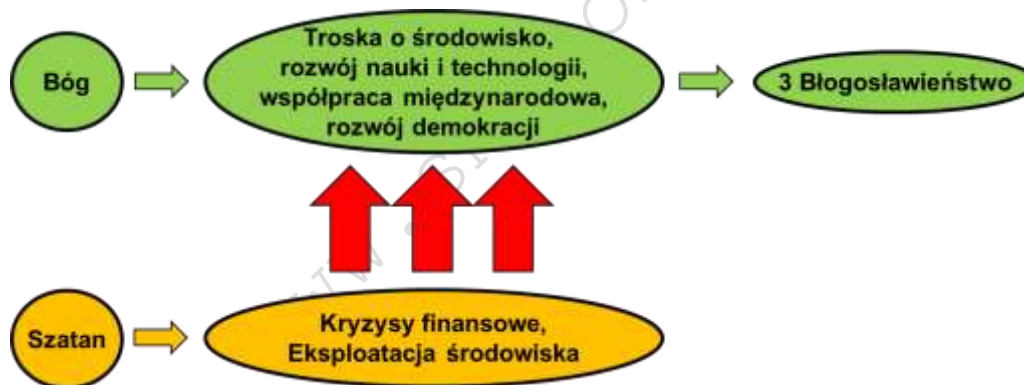 Bóg
Troska o środowisko,
rozwój nauki i technologii,
współpraca międzynarodowa,
rozwój demokracji
3 Błogosławieństwo
Szatan
Kryzysy finansowe,
Eksploatacja środowiska